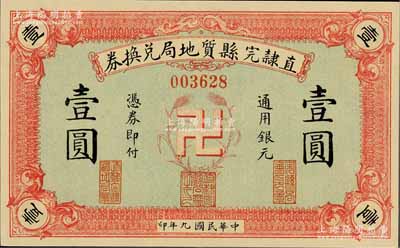 壹
壹
直隸完縣質地局兌換券
003628
壹圓
通用銀元
憑券即付
壹圓
壹
壹
中華民國九年印